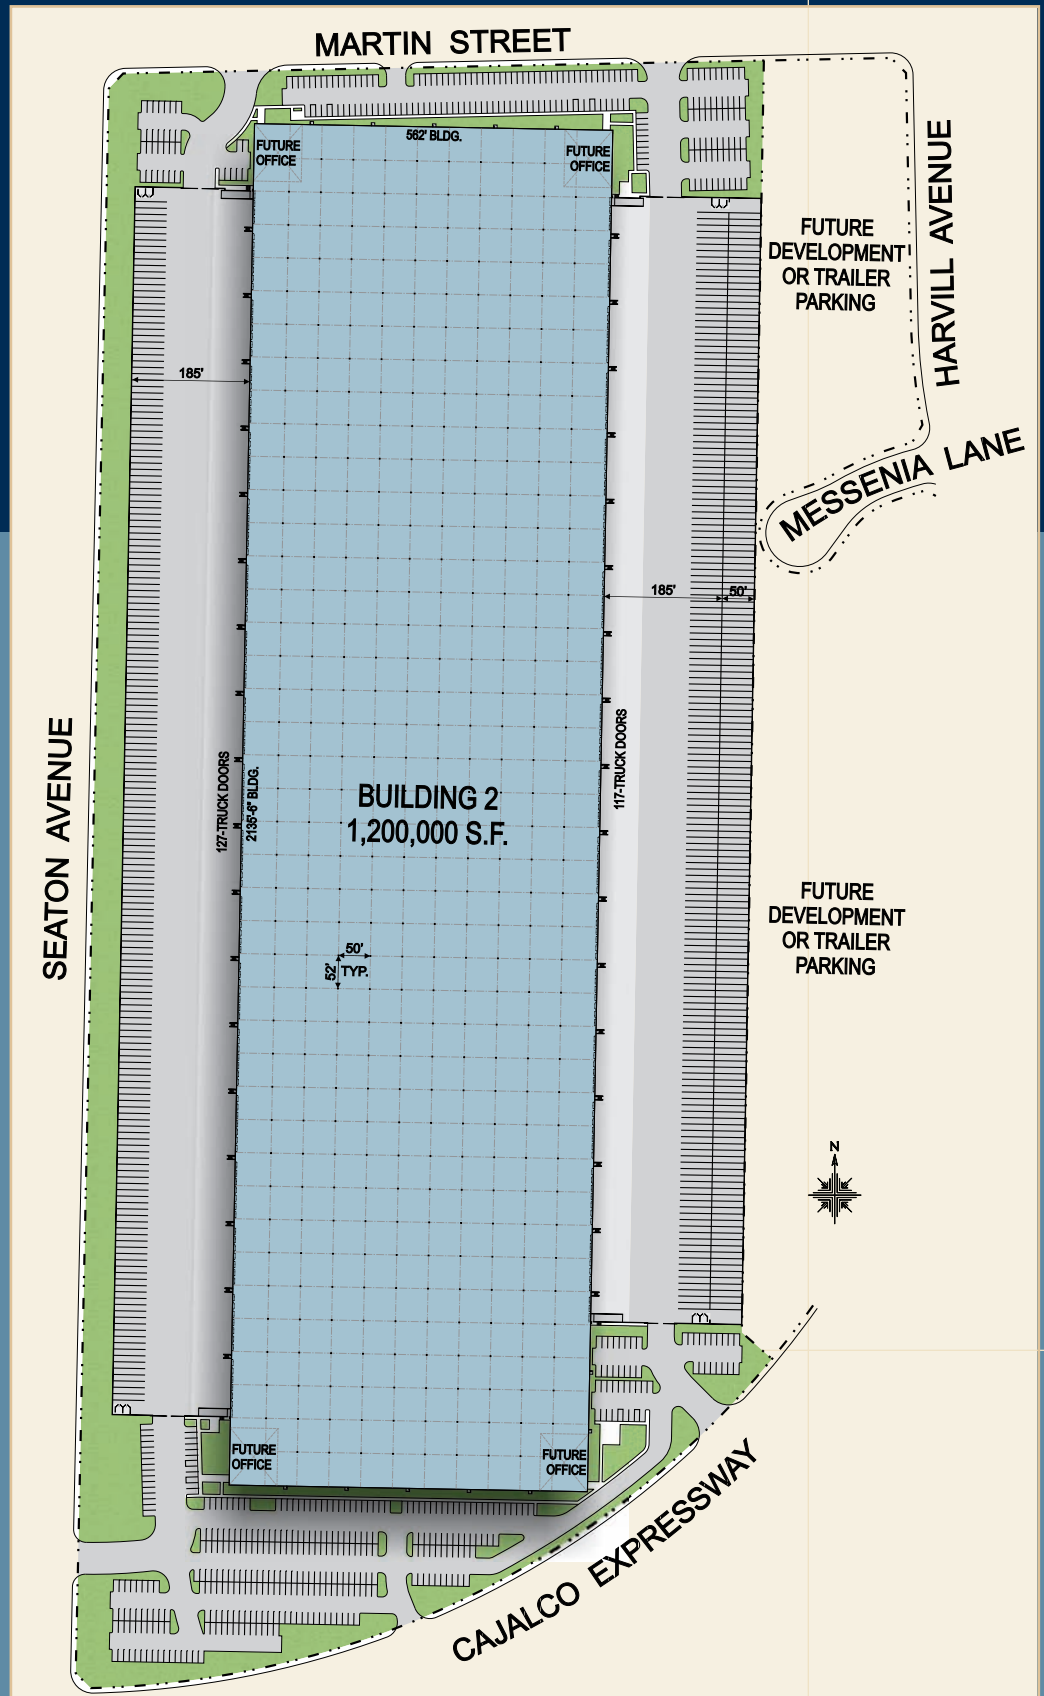 MARTIN STREET
562' BLDG.
FUTURE
OFFICE
FUTURE
OFFICE
HARVILL AVENUE
FUTURE
DEVELOPMENT
OR TRAILER
PARKING
185'
MESSENIA LANE
185'
50'
SEATON AVENUE
127-TRUCK DOORS
2135'-6" BLDG.
117-TRUCK DOORS
BUILDING 2
1,200,000 S.F.
FUTURE
DEVELOPMENT
OR TRAILER
PARKING
50'
52'
TYP.
N
FUTURE
OFFICE
FUTURE
OFFICE
CAJALCO EXPRESSWAY